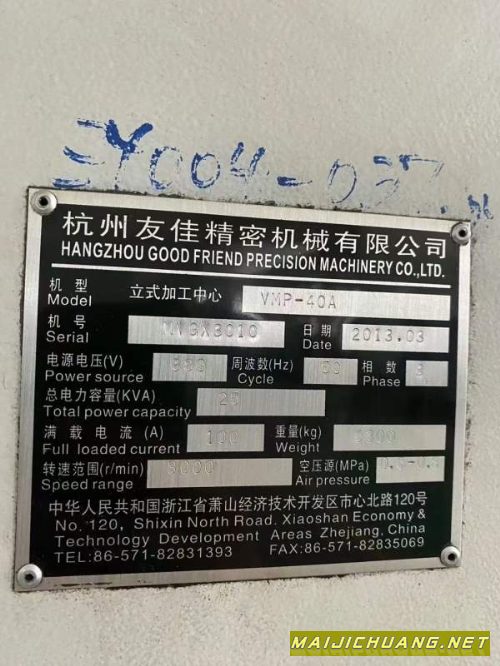 杭州友佳精密机械有限公司
HANGZHOU GOOD FRIEND PRECISION MACHINERY CO.,LTD.
机型 立式加工中心 VMP-40A
Model
机号 日期 2013.03
Serial Date
电源电压(V) 380 周波数(Hz) 相数 3
Power source Cycle Phase
总电力容量(KVA)
Total power capacity
满载电流(A) 100 重量(kg)
Full loaded current Weight
转速范围(r/min) 8000 空压源(MPa)
Speed range Air pressure
中华人民共和国浙江省萧山经济技术开发区市心北路120号
No.120, Shixin North Road. Xiaoshan Economy &
Technology Development Areas Zhejiang, China
TEL:86-571-82831393 FAX:86-571-82835069
MAIJICHUANG.NET